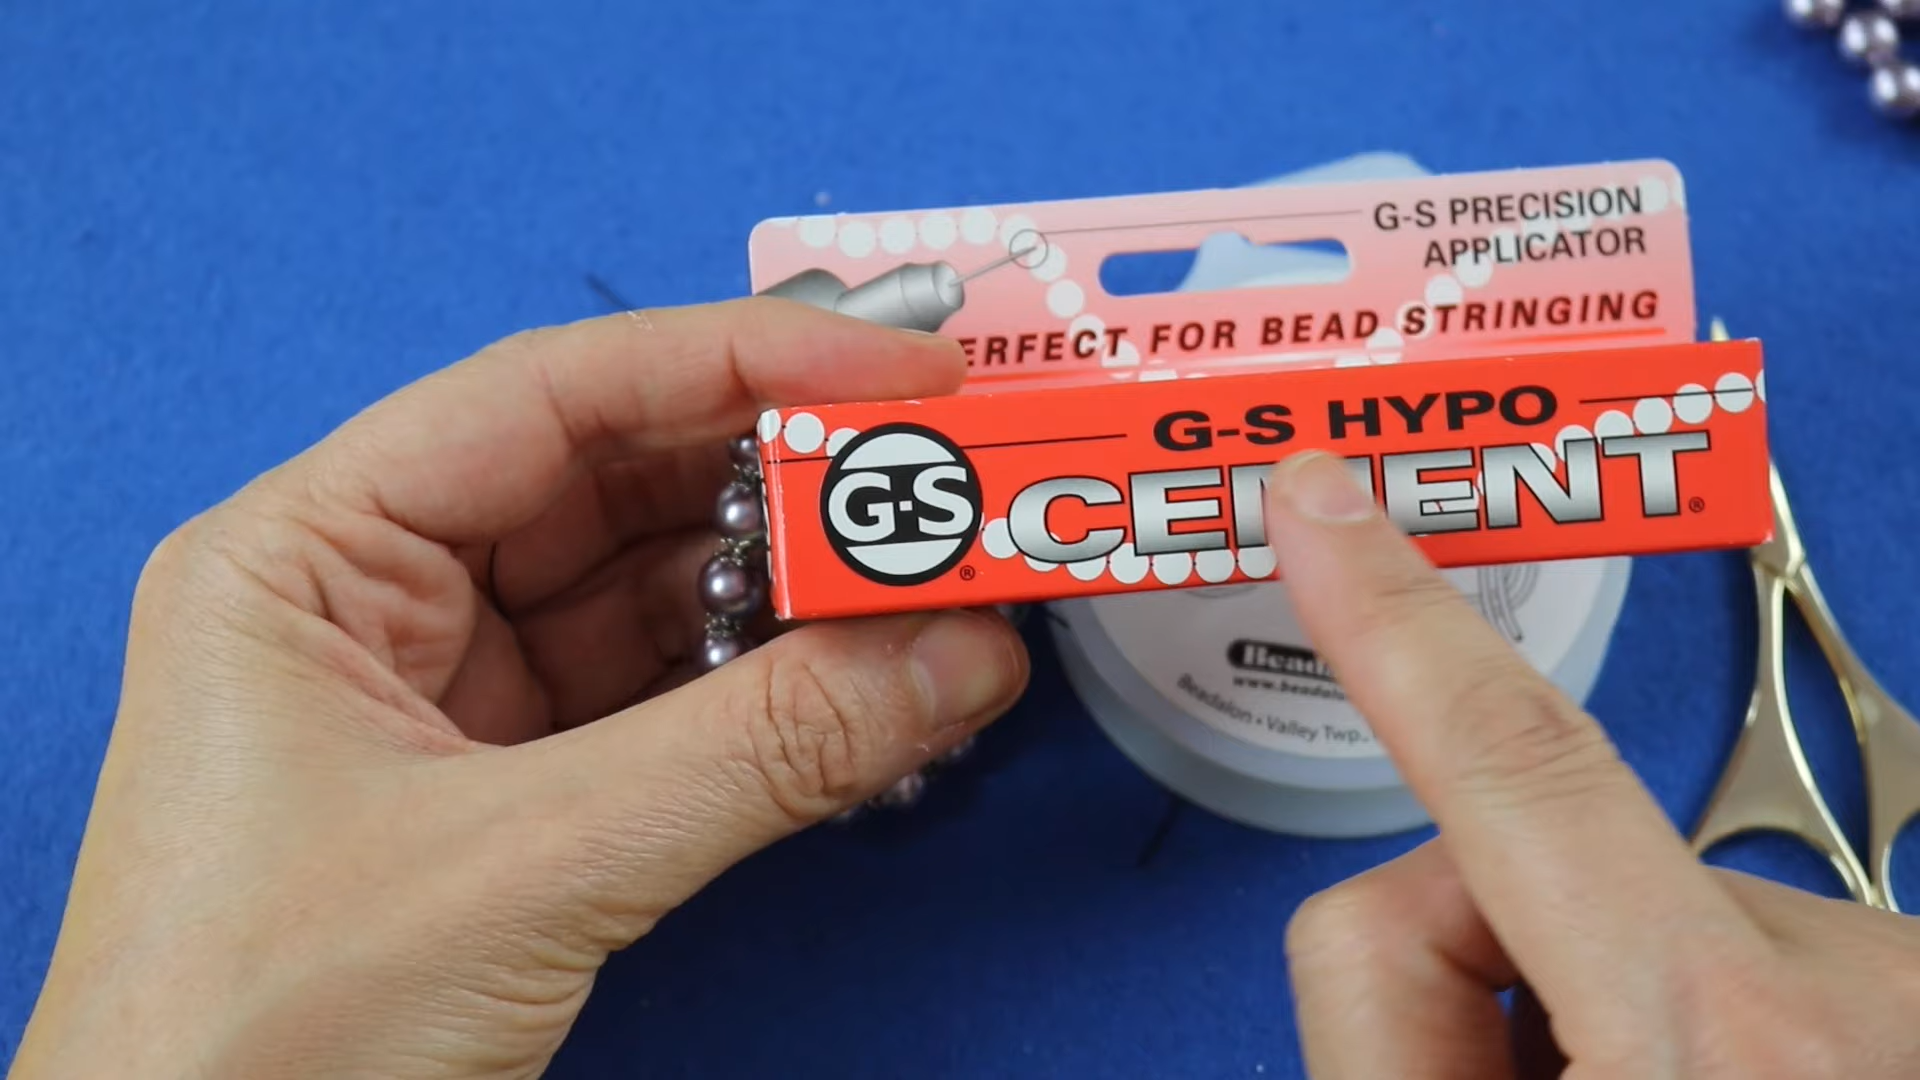 G-S PRECISION
APPLICATOR
ERFECT FOR BEAD STRINGING
G-S HYPO
G-S
®
CEMENT
®
Beadalon • Valley Twp.